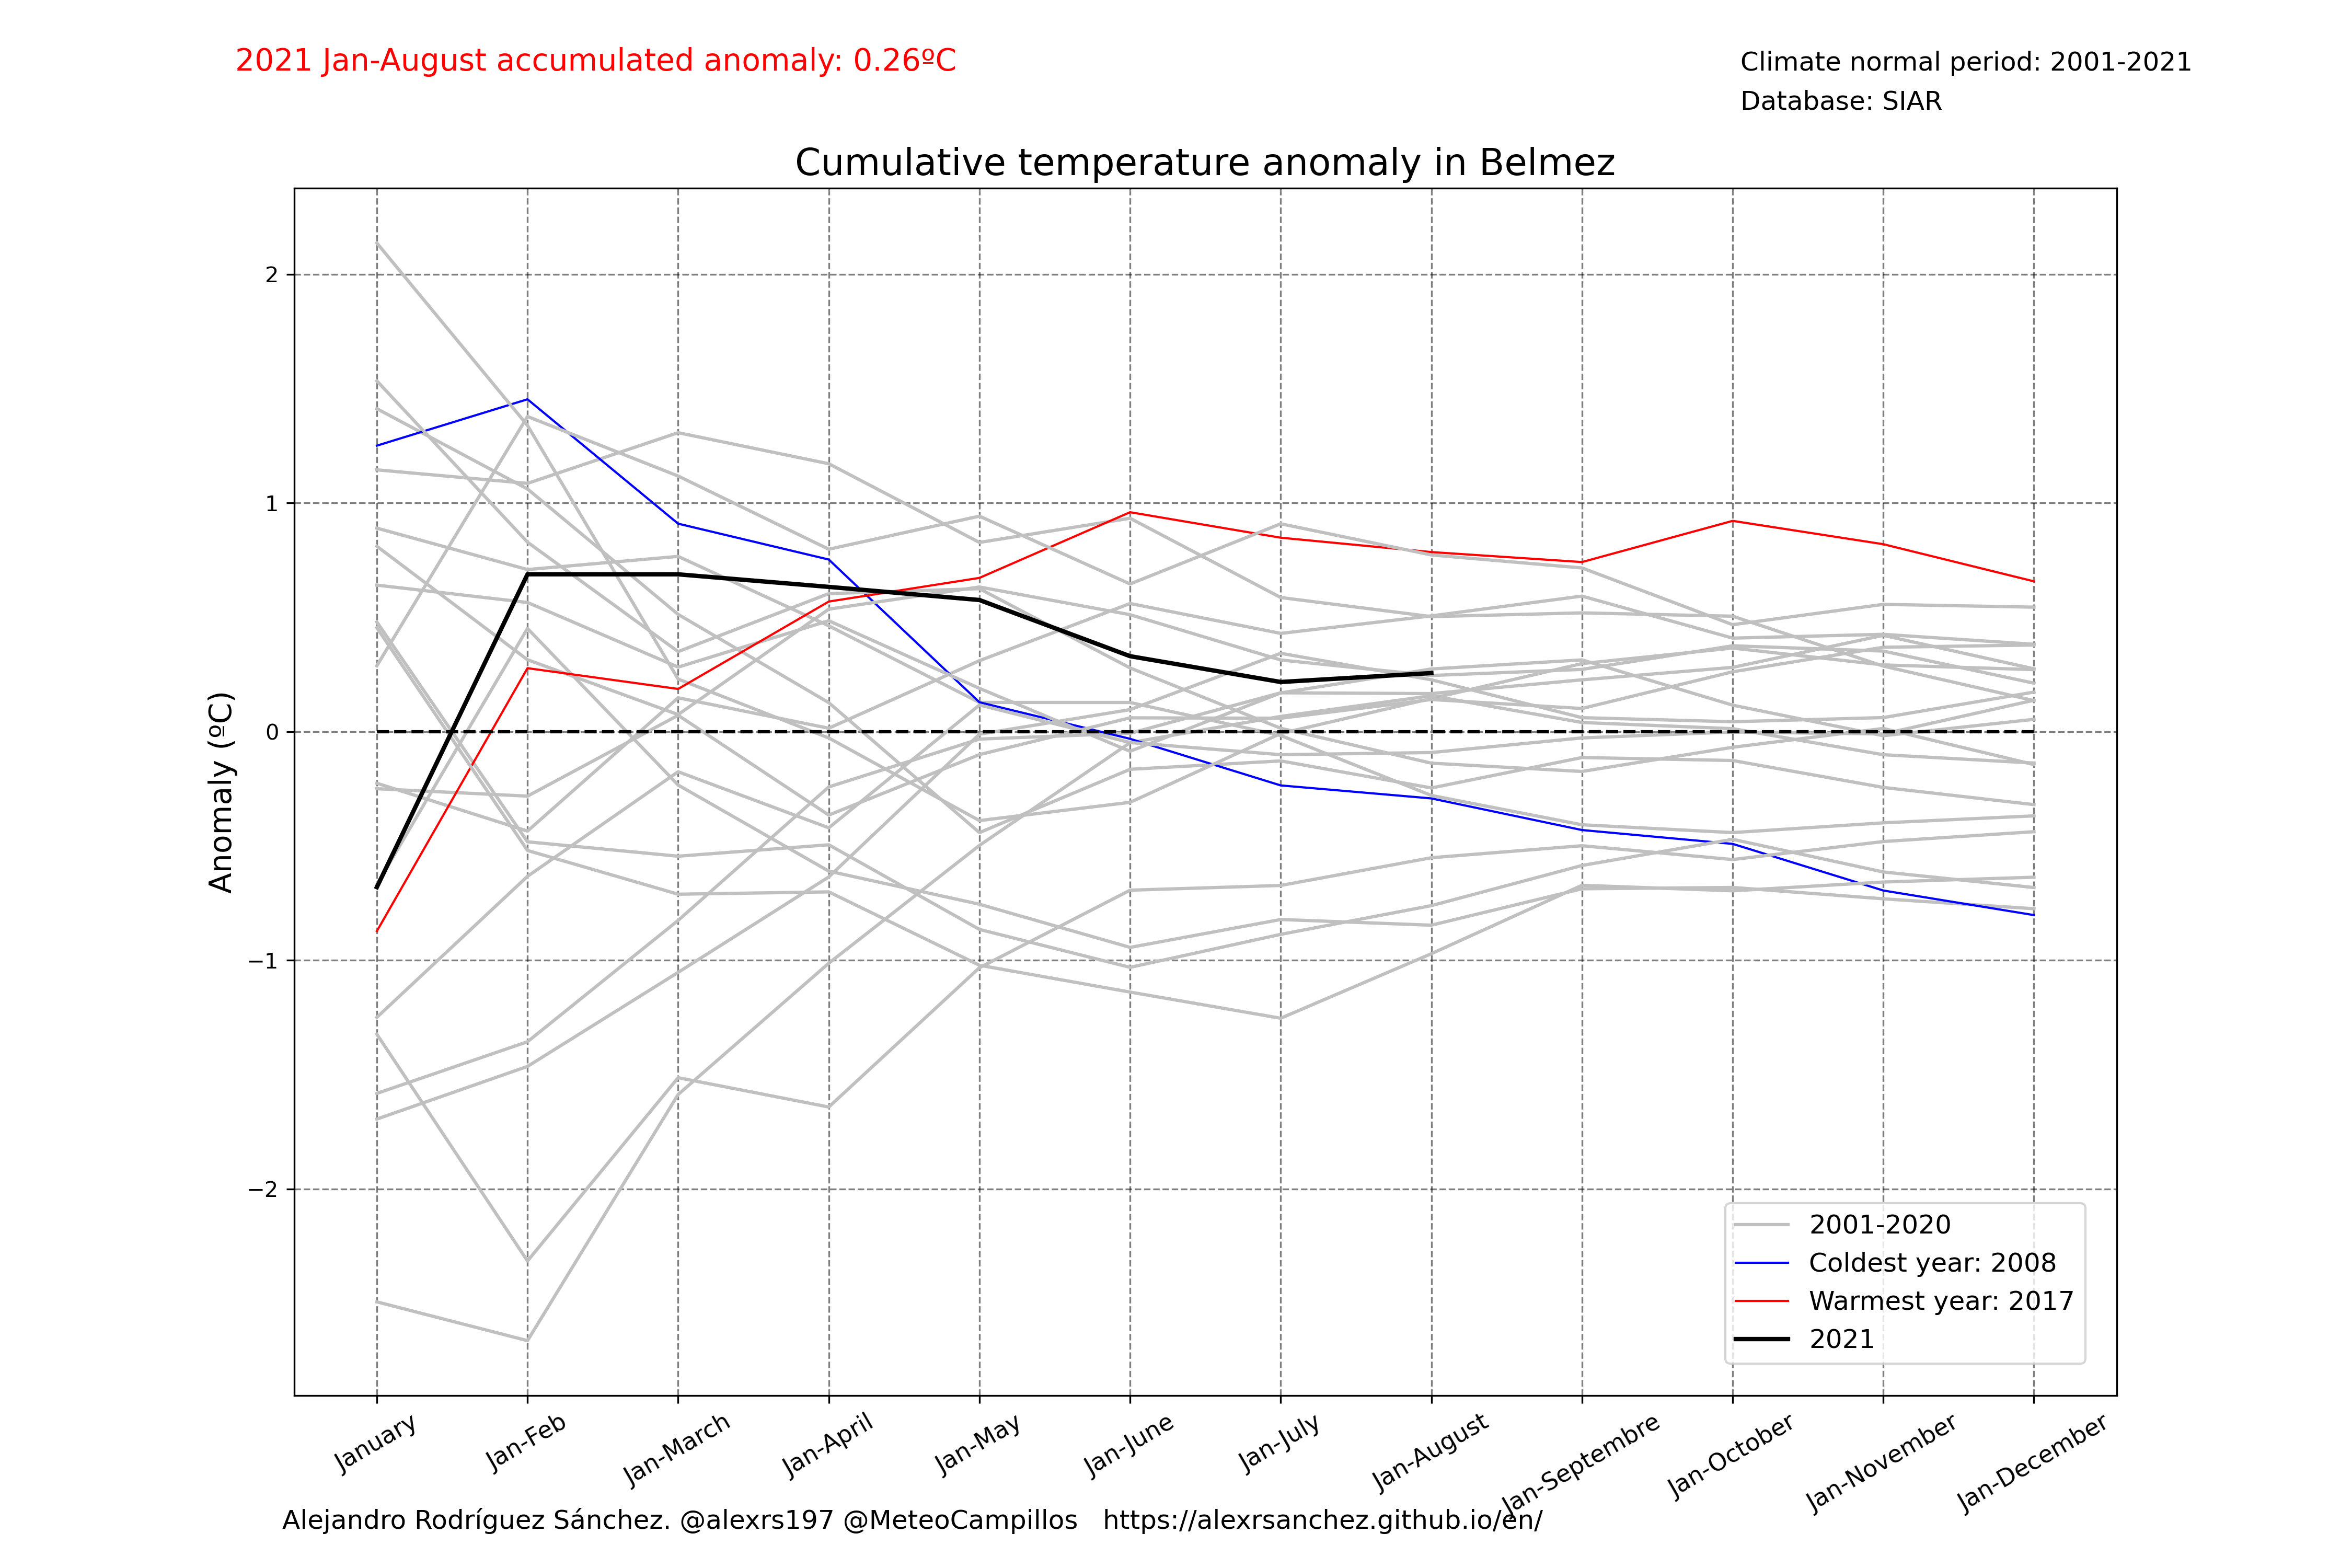 2021 Jan-August accumulated anomaly: 0.26ºC
Climate normal period: 2001-2021
Database: SIAR
Cumulative temperature anomaly in Belmez
Anomaly (ºC)
2
1
0
−1
−2
2001-2020
Coldest year: 2008
Warmest year: 2017
2021
January
Jan-Feb
Jan-March
Jan-April
Jan-May
Jan-June
Jan-July
Jan-August
Jan-Septembre
Jan-October
Jan-November
Jan-December
Alejandro Rodríguez Sánchez. @alexrs197 @MeteoCampillos   https://alexrsanchez.github.io/en/